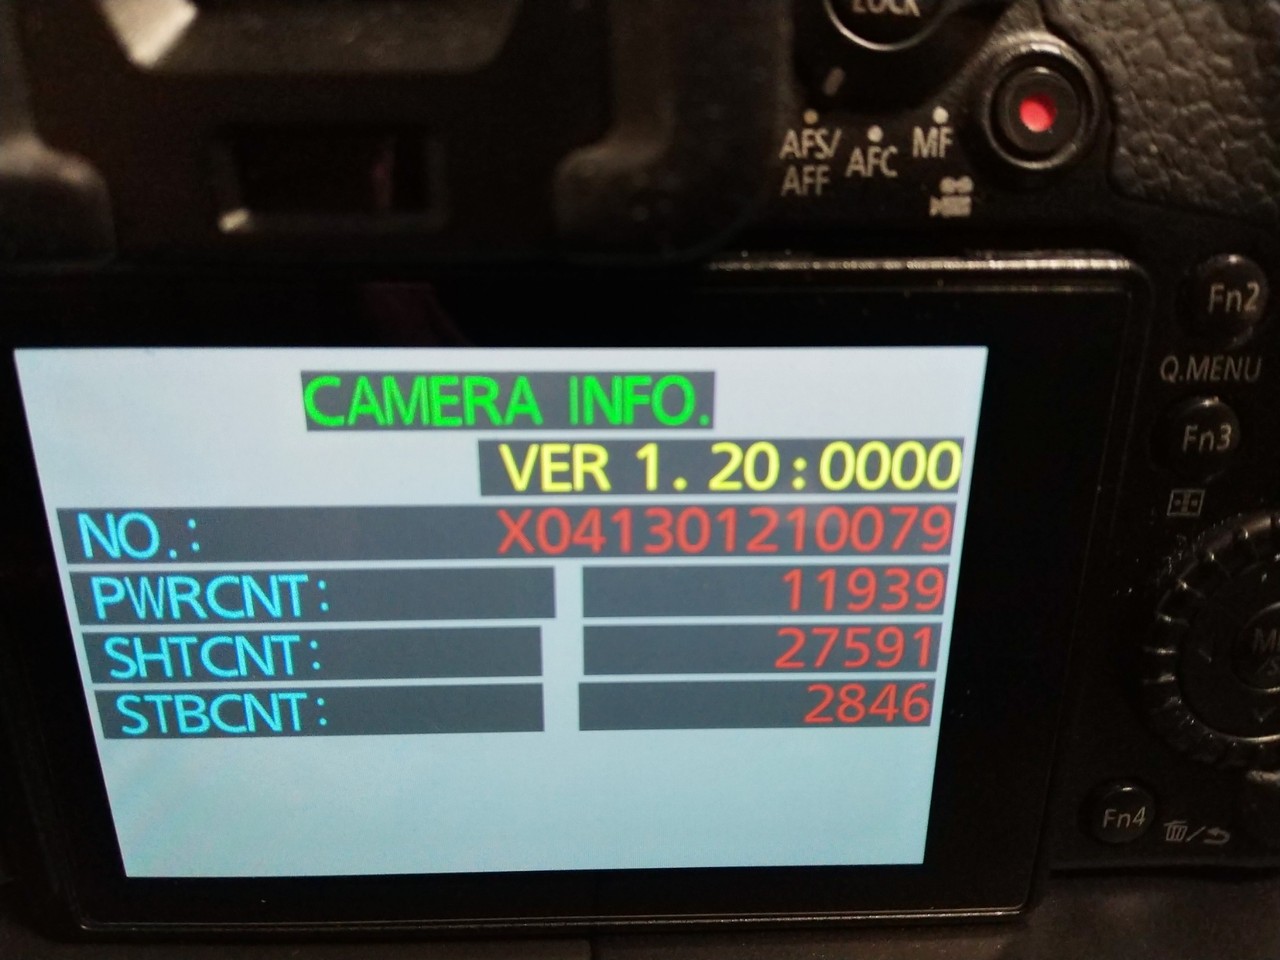 LOCK
AFS/
AFF
AFC
MF
Fn2
Q.MENU
Fn3
CAMERA INFO.
VER 1.20:0000
NO.: X041301210079
PWRCNT: 11939
SHTCNT: 27591
STBCNT: 2846
Fn4